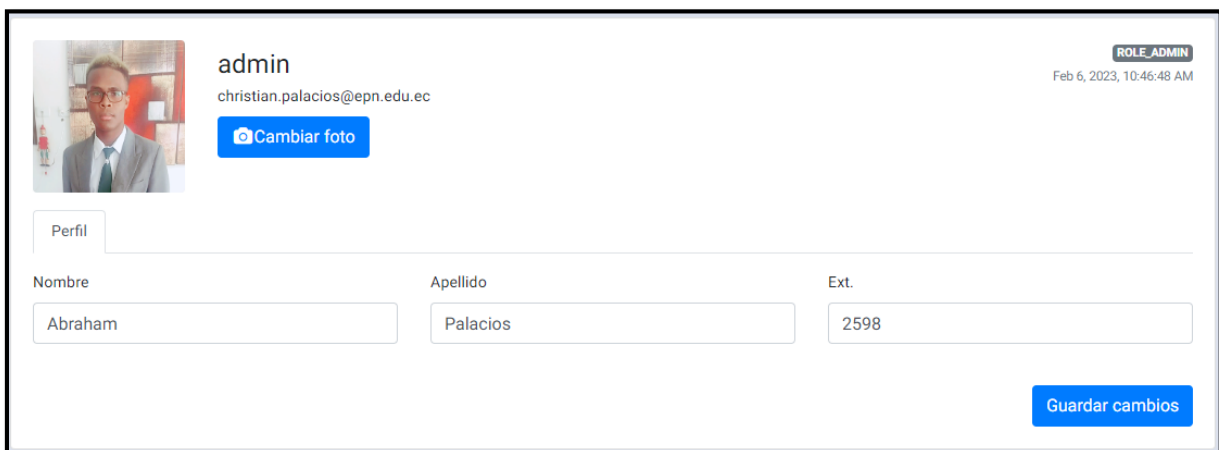 admin
christian.palacios@epn.edu.ec
Cambiar foto
ROLE_ADMIN
Feb 6, 2023, 10:46:48 AM
Perfil
Nombre
Apellido
Ext.
Abraham
Palacios
2598
Guardar cambios